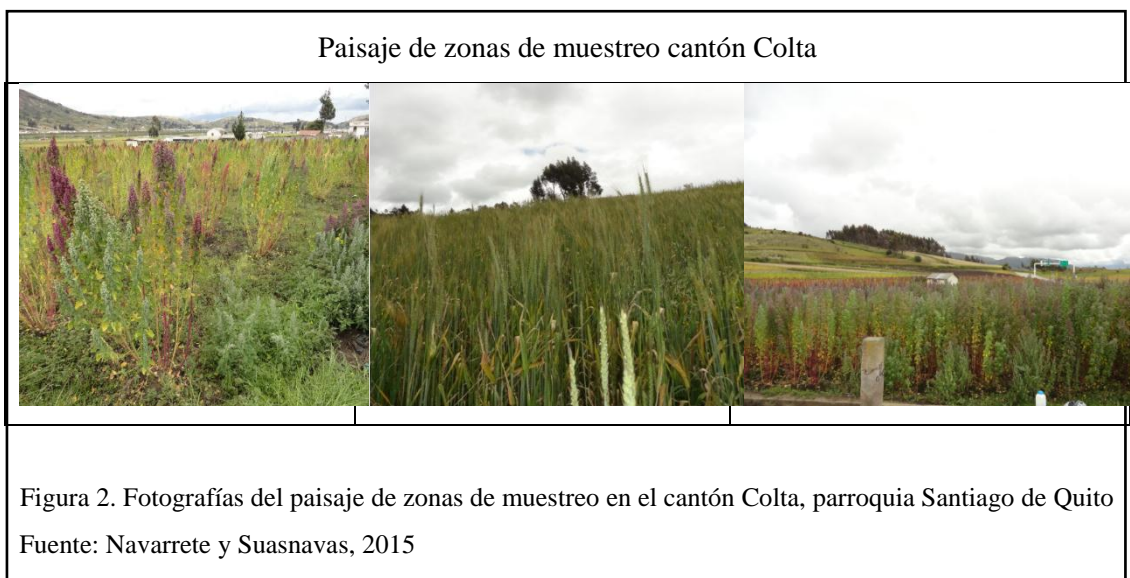 Paisaje de zonas de muestreo cantón Colta
Figura 2. Fotografías del paisaje de zonas de muestreo en el cantón Colta, parroquia Santiago de Quito
Fuente: Navarrete y Suasnavas, 2015